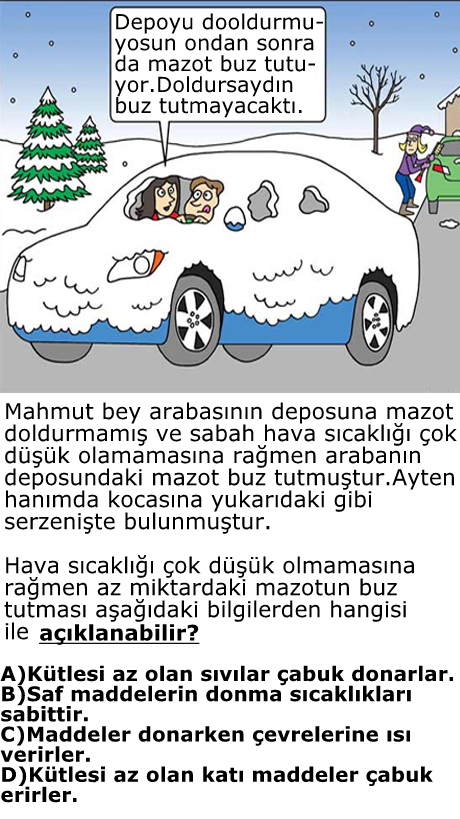 Depoyu dooldurmu-
yosun ondan sonra
da mazot buz tutu-
yor.Doldursaydın
buz tutmayacaktı.
Mahmut bey arabasının deposuna mazot
doldurmamış ve sabah hava sıcaklığı çok
düşük olamamasına rağmen arabanın
deposundaki mazot buz tutmuştur.Ayten
hanımda kocasına yukarıdaki gibi
serzenişte bulunmuştur.
Hava sıcaklığı çok düşük olmamasına
rağmen az miktardaki mazotun buz
tutması aşağıdaki bilgilerden hangisi
ile açıklanabilir?
A)Kütlesi az olan sıvılar çabuk donarlar.
B)Saf maddelerin donma sıcaklıkları
sabittir.
C)Maddeler donarken çevrelerine ısı
verirler.
D)Kütlesi az olan katı maddeler çabuk
erirler.